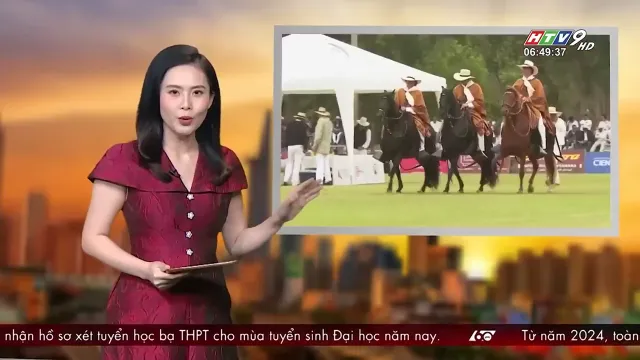 HTV9 HD
06:49:37
nhận hồ sơ xét tuyển học bạ THPT cho mùa tuyển sinh Đại học năm nay. 60 Từ năm 2024, toàn